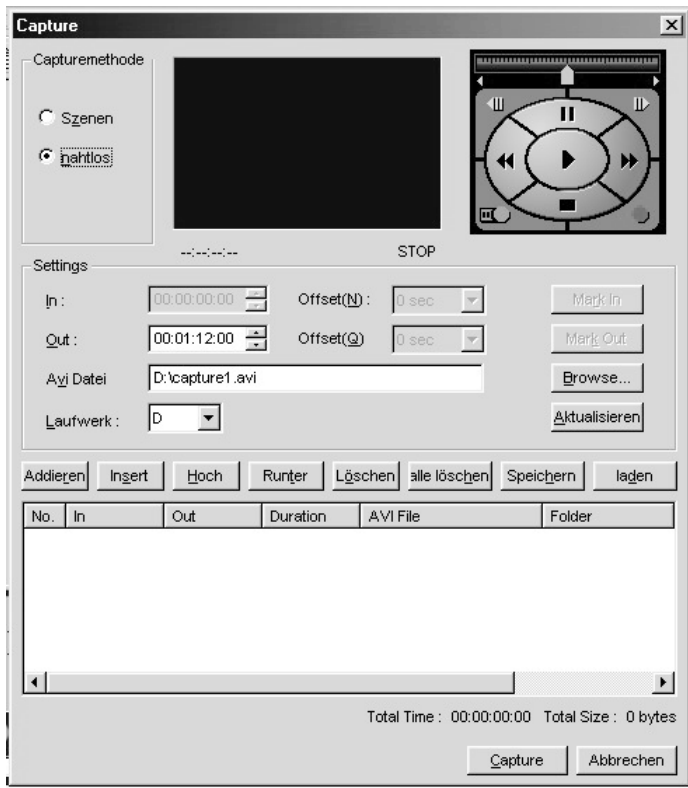 Capture
Capturemethode
Szenen
nahtlos
--:--:--:--
STOP
Settings
In :
00:00:00:00
Offset(N) :
0 sec
Mark In
Out :
00:01:12:00
Offset(Q)
0 sec
Mark Out
Avi Datei
D:\capture1.avi
Browse...
Laufwerk :
D
Aktualisieren
Addieren
Insert
Hoch
Runter
Löschen
alle löschen
Speichern
laden
No.
In
Out
Duration
AVI File
Folder
Total Time : 00:00:00:00 Total Size : 0 bytes
Capture
Abbrechen